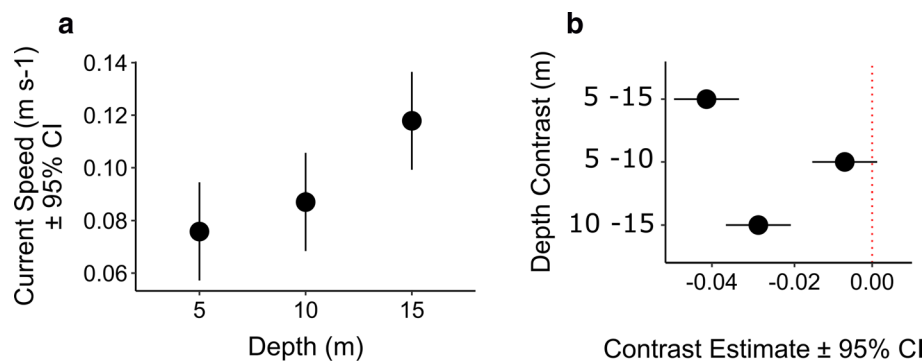 a
Current Speed (m s-1)
± 95% CI
0.14
0.12
0.10
0.08
0.06
5
10
15
Depth (m)
b
Depth Contrast (m)
5 -15
5 -10
10 -15
-0.04
-0.02
0.00
Contrast Estimate ± 95% CI